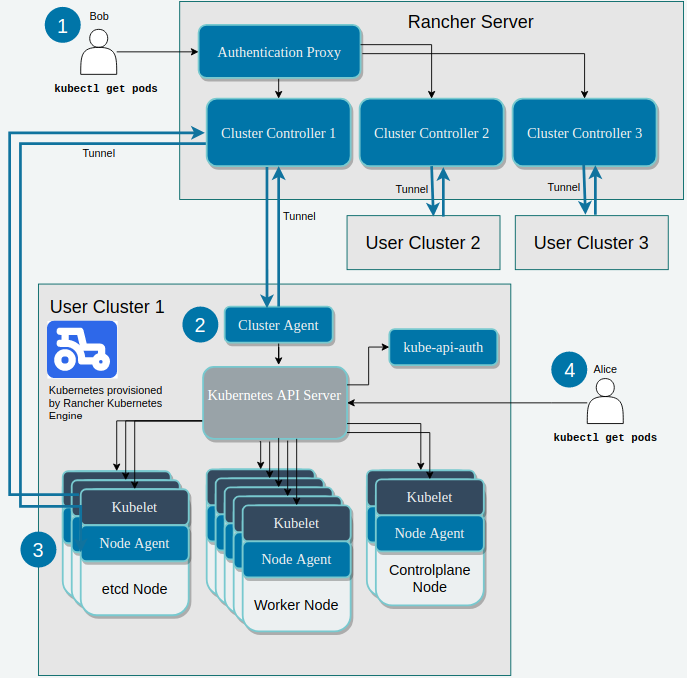 Bob
1
kubectl get pods
Rancher Server
Authentication Proxy
Cluster Controller 1
Cluster Controller 2
Cluster Controller 3
Tunnel
Tunnel
Tunnel
Tunnel
User Cluster 2
User Cluster 3
User Cluster 1
2
Cluster Agent
Kubernetes provisioned
by Rancher Kubernetes
Engine
kube-api-auth
Kubernetes API Server
4
Alice
kubectl get pods
Kubelet
Node Agent
etcd Node
3
Kubelet
Node Agent
Worker Node
Kubelet
Node Agent
Controlplane
Node